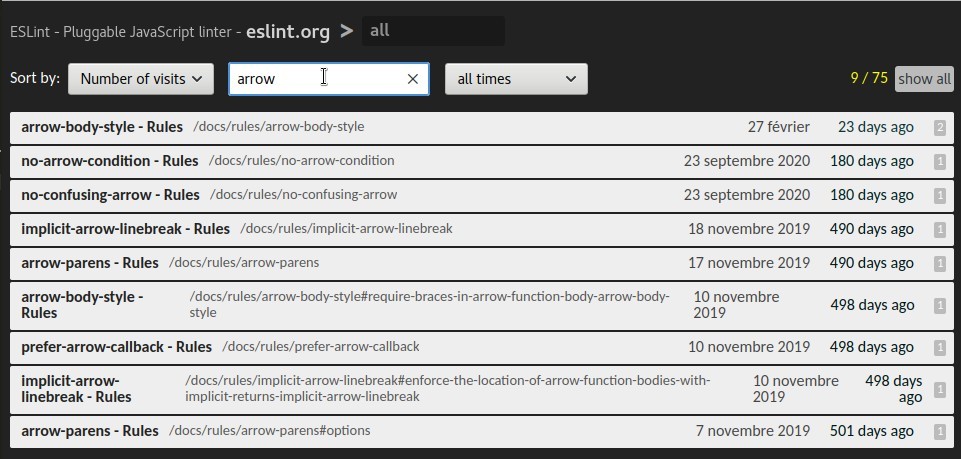 ESLint - Pluggable JavaScript linter - eslint.org > all
Sort by: Number of visits arrow × all times 9 / 75 show all
arrow-body-style - Rules /docs/rules/arrow-body-style 27 février 23 days ago 2
no-arrow-condition - Rules /docs/rules/no-arrow-condition 23 septembre 2020 180 days ago 1
no-confusing-arrow - Rules /docs/rules/no-confusing-arrow 23 septembre 2020 180 days ago 1
implicit-arrow-linebreak - Rules /docs/rules/implicit-arrow-linebreak 18 novembre 2019 490 days ago 1
arrow-parens - Rules /docs/rules/arrow-parens 17 novembre 2019 490 days ago 1
arrow-body-style - /docs/rules/arrow-body-style#require-braces-in-arrow-function-body-arrow-body- 10 novembre 498 days ago 1
Rules style 2019
prefer-arrow-callback - Rules /docs/rules/prefer-arrow-callback 10 novembre 2019 498 days ago 1
implicit-arrow- /docs/rules/implicit-arrow-linebreak#enforce-the-location-of-arrow-function-bodies-with- 10 novembre 498 days 1
linebreak - Rules implicit-returns-implicit-arrow-linebreak 2019 ago
arrow-parens - Rules /docs/rules/arrow-parens#options 7 novembre 2019 501 days ago 1